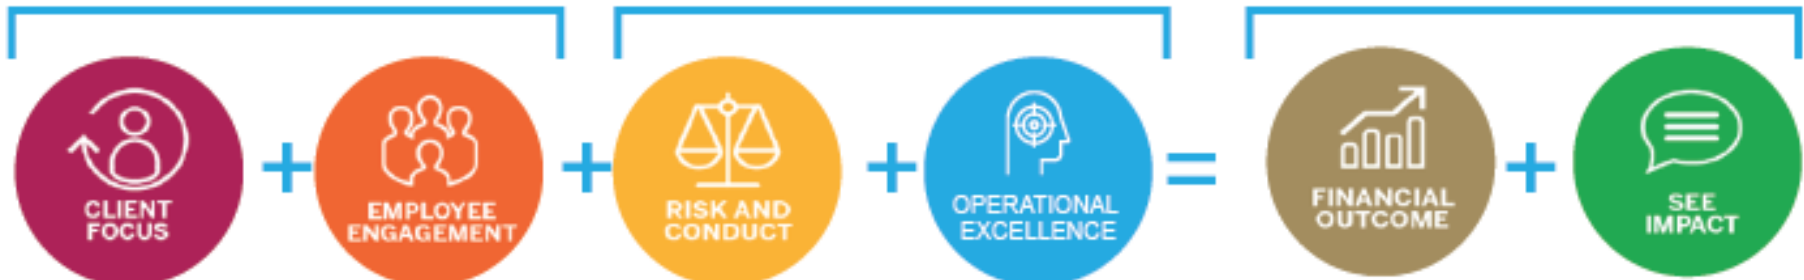 CLIENT
FOCUS
+
EMPLOYEE
ENGAGEMENT
+
RISK AND
CONDUCT
+
OPERATIONAL
EXCELLENCE
=
FINANCIAL
OUTCOME
+
SEE
IMPACT